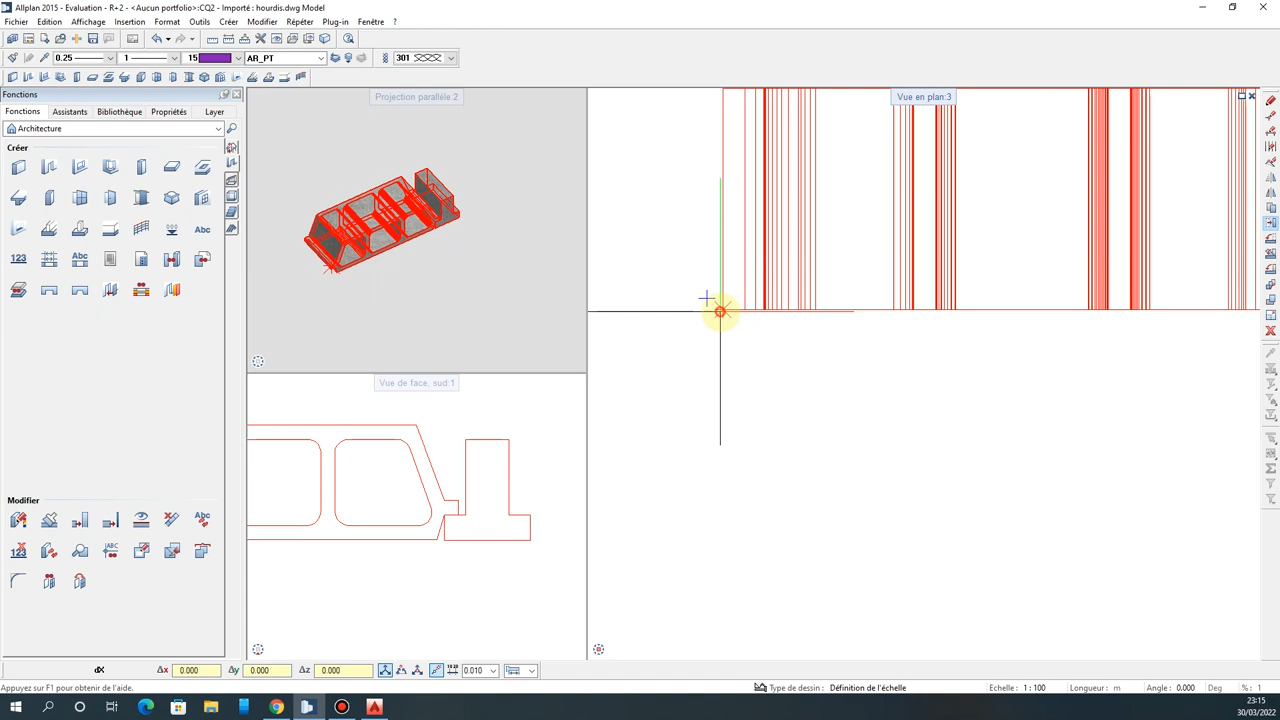 Allplan 2015 - Evaluation - R+2 - <Aucun portfolio>:CQ2 - Importé : hourdis.dwg Model
Fichier Edition Affichage Insertion Format Outils Créer Modifier Répéter Plug-in Fenêtre ?
0.25 1 15 AR_PT 301
Fonctions
Fonctions Assistants Bibliothèque Propriétés Layer
Architecture
Créer
Abc
123 Abc
Modifier
Abc
123 ABC
Projection parallèle:2
Vue en plan:3
Vue de face, sud:1
dX Δx 0.000 Δy 0.000 Δz 0.000 10 20 0.010
Appuyez sur F1 pour obtenir de l'aide. Type de dessin : Définition de l'échelle Echelle : 1 : 100 Longueur : m Angle : 0.000 Deg % : 1
23:15
30/03/2022